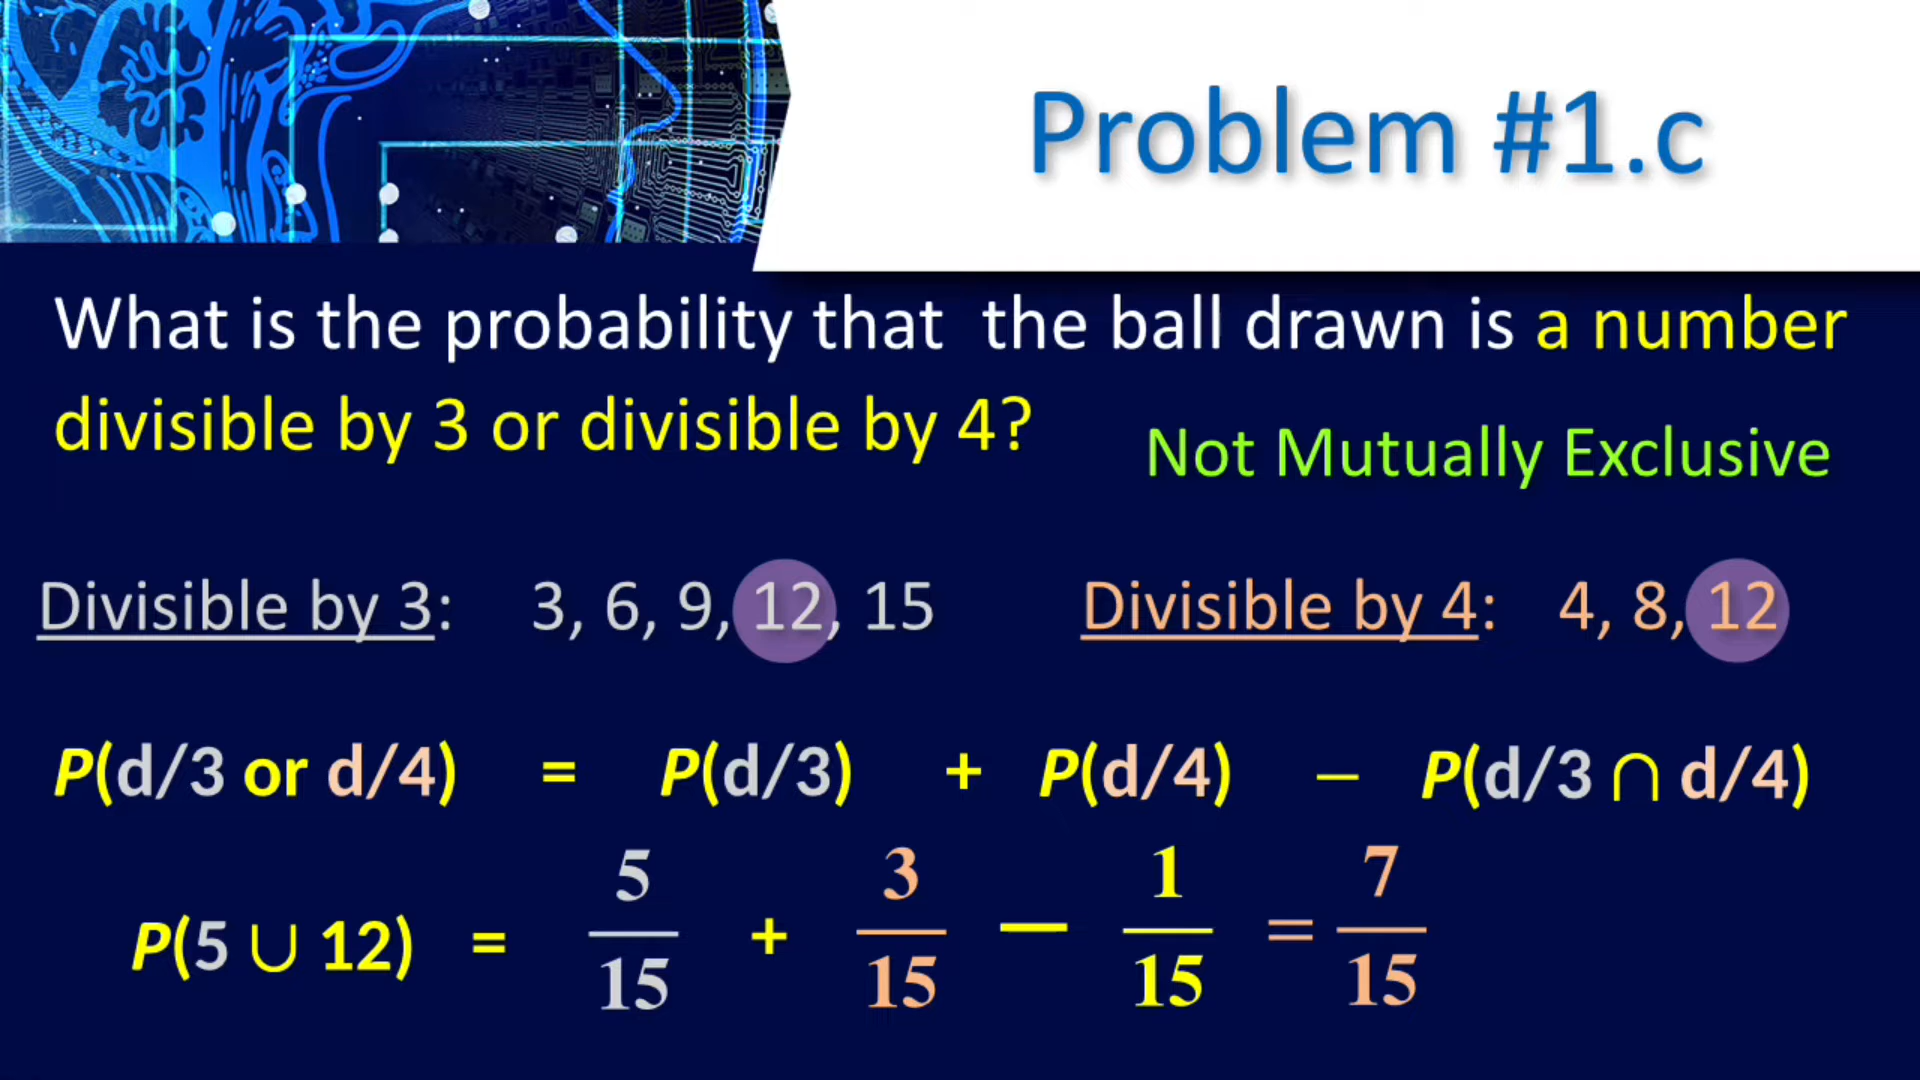 Problem #1.c
What is the probability that the ball drawn is a number
divisible by 3 or divisible by 4?
Not Mutually Exclusive
Divisible by 3: 3, 6, 9, 12, 15
Divisible by 4: 4, 8, 12
P(d/3 or d/4) = P(d/3) + P(d/4) – P(d/3 ∩ d/4)
P(5 ∪ 12) = 5/15 + 3/15 — 1/15 = 7/15